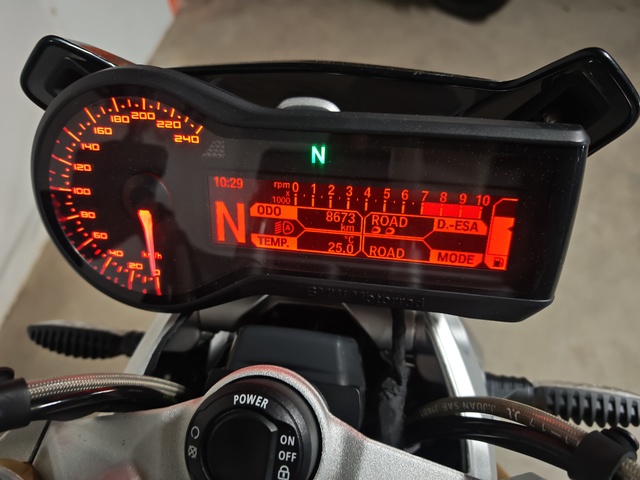 180 200 220 240
160
140
120
100
80
60
40
20
km/h
0
N
10:29
rpm x 1000
0 1 2 3 4 5 6 7 8 9 10
N
ODO 8673 km
ROAD D.-ESA
TEMP. 25.0 °C
ROAD MODE
POWER
ON
OFF